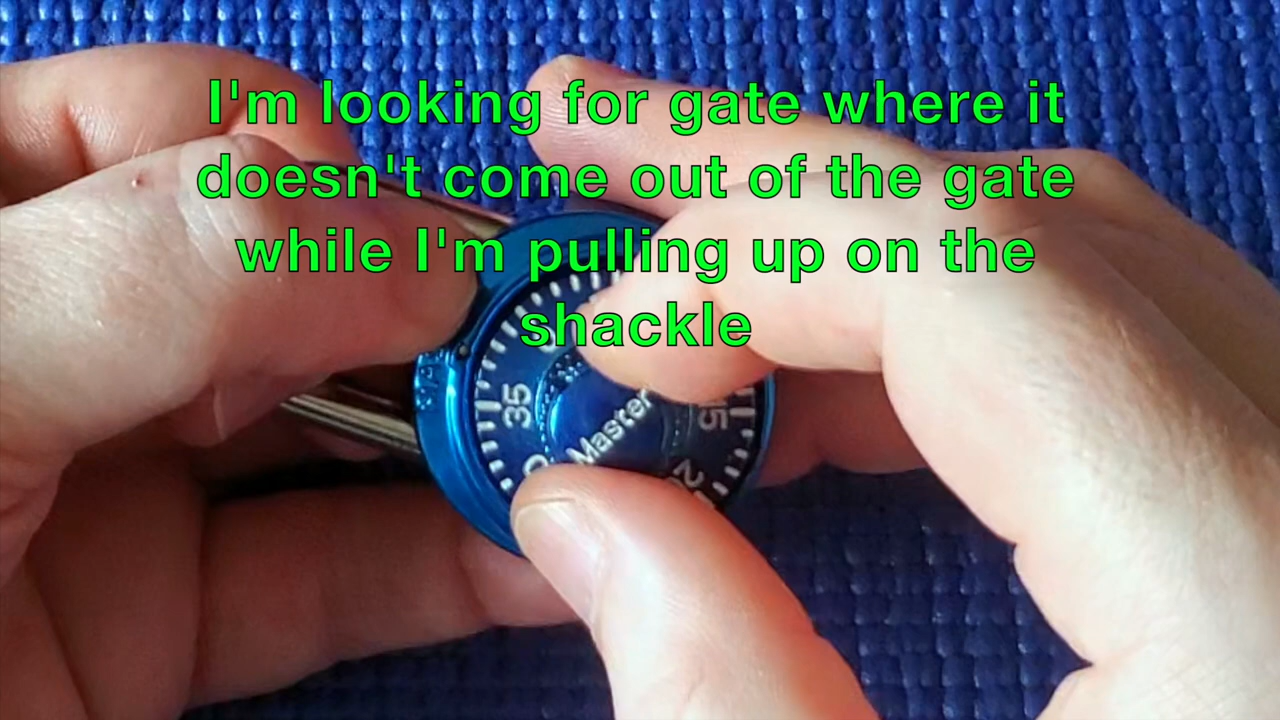 I'm looking for gate where it
doesn't come out of the gate
while I'm pulling up on the
shackle
35
Master
15